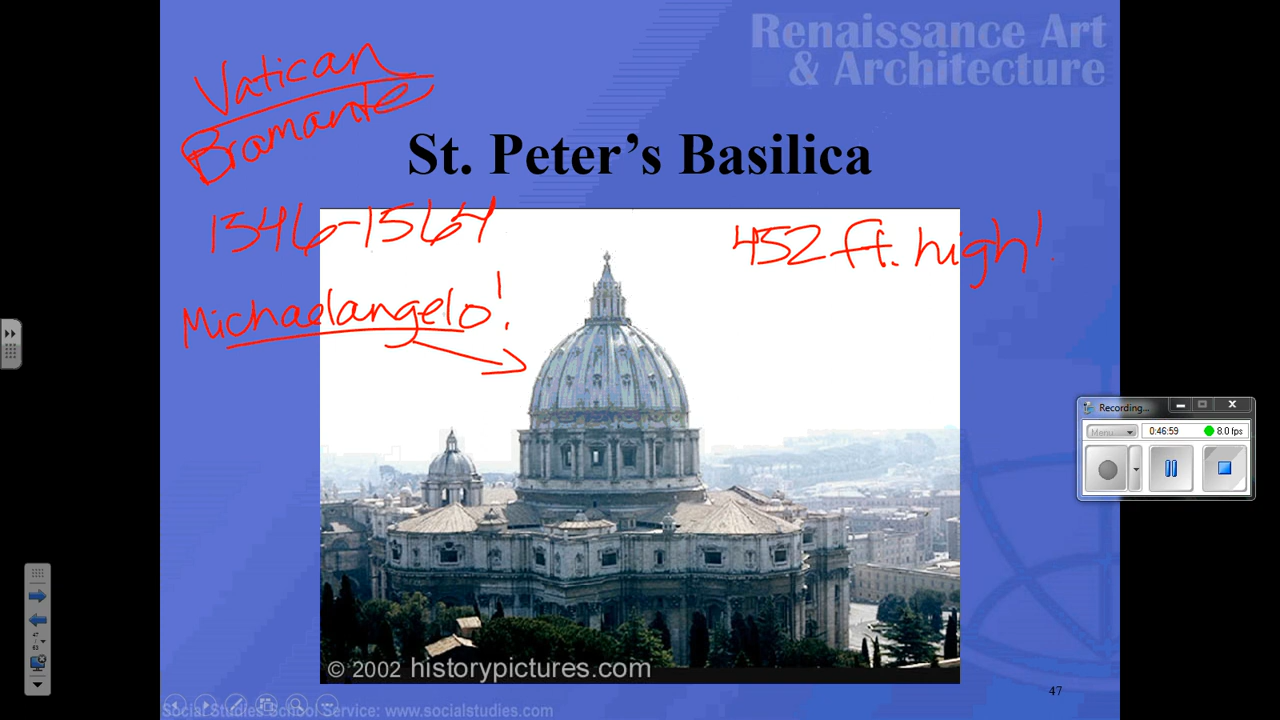 Renaissance Art
& Architecture
Vatican
Bramante
St. Peter's Basilica
1546-1564
452 ft. high!
Michaelangelo!
Recording...
Menu
0:46:59
8.0 fps
© 2002 historypictures.com
47
Social Studies School Service: www.socialstudies.com